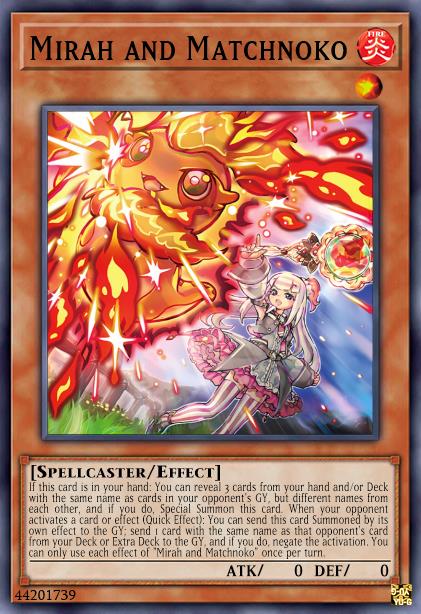 MIRAH AND MATCHNOKO
FIRE
炎
[SPELLCASTER/EFFECT]
If this card is in your hand: You can reveal 3 cards from your hand and/or Deck
with the same name as cards in your opponent's GY, but different names from
each other, and if you do, Special Summon this card. When your opponent
activates a card or effect (Quick Effect): You can send this card Summoned by its
own effect to the GY; send 1 card with the same name as that opponent's card
from your Deck or Extra Deck to the GY, and if you do, negate the activation. You
can only use each effect of "Mirah and Matchnoko" once per turn.
ATK/ 0 DEF/ 0
44201739